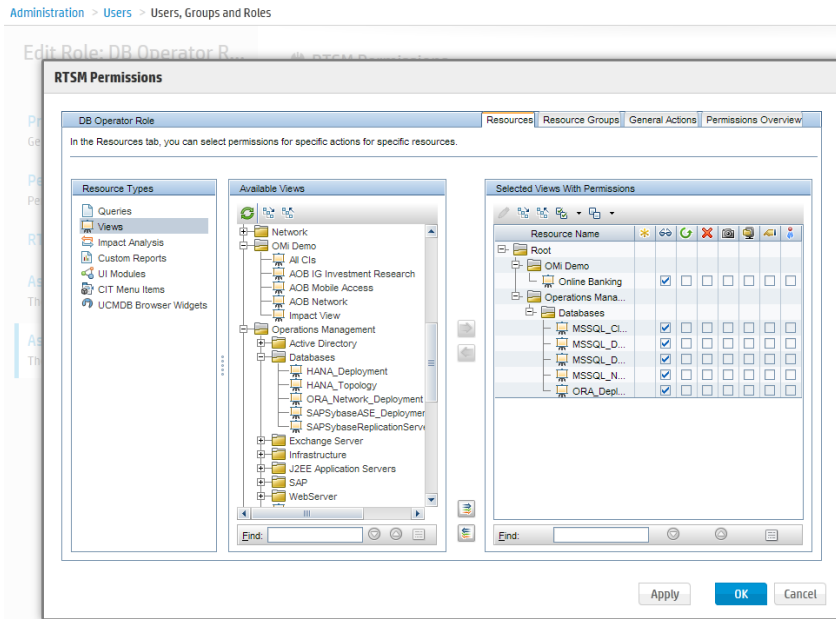 Administration > Users > Users, Groups and Roles
Edit Role: DB Operator R...
RTSM Permissions
RTSM Permissions
DB Operator Role
Resources
Resource Groups
General Actions
Permissions Overview
In the Resources tab, you can select permissions for specific actions for specific resources.
Resource Types
Queries
Views
Impact Analysis
Custom Reports
UI Modules
CIT Menu Items
UCMDB Browser Widgets
Available Views
Network
OMi Demo
All CIs
AOB IG Investment Research
AOB Mobile Access
AOB Network
Impact View
Operations Management
Active Directory
Databases
HANA_Deployment
HANA_Topology
ORA_Network_Deployment
SAPSybaseASE_Deploymen
SAPSybaseReplicationServe
Exchange Server
Infrastructure
J2EE Application Servers
SAP
WebServer
Find:
Selected Views With Permissions
Resource Name
Root
OMi Demo
Online Banking
Operations Mana...
Databases
MSSQL_Cl...
MSSQL_D...
MSSQL_D...
MSSQL_N...
ORA_Depl...
Find:
Apply
OK
Cancel